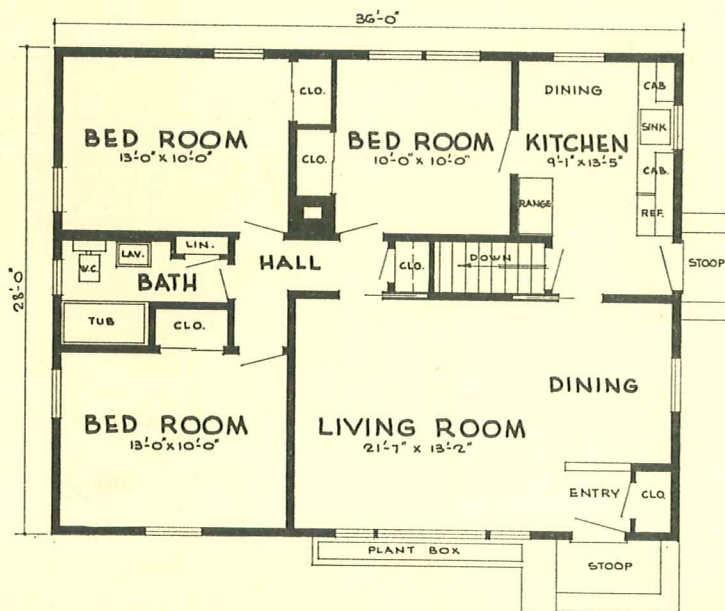 36'-0"
28'-0"
BED ROOM
13'-0" X 10'-0"
CLO.
CLO.
BED ROOM
10'-0" X 10'-0"
DINING
KITCHEN
9'-1" X 13'-5"
CAB
SINK
CAB.
REF.
RANGE
STOOP
W.C.
LAV.
LIN.
BATH
TUB
CLO.
HALL
CLO.
DOWN
BED ROOM
13'-0" X 10'-0"
LIVING ROOM
21'-7" X 13'-2"
DINING
ENTRY
CLO.
PLANT BOX
STOOP